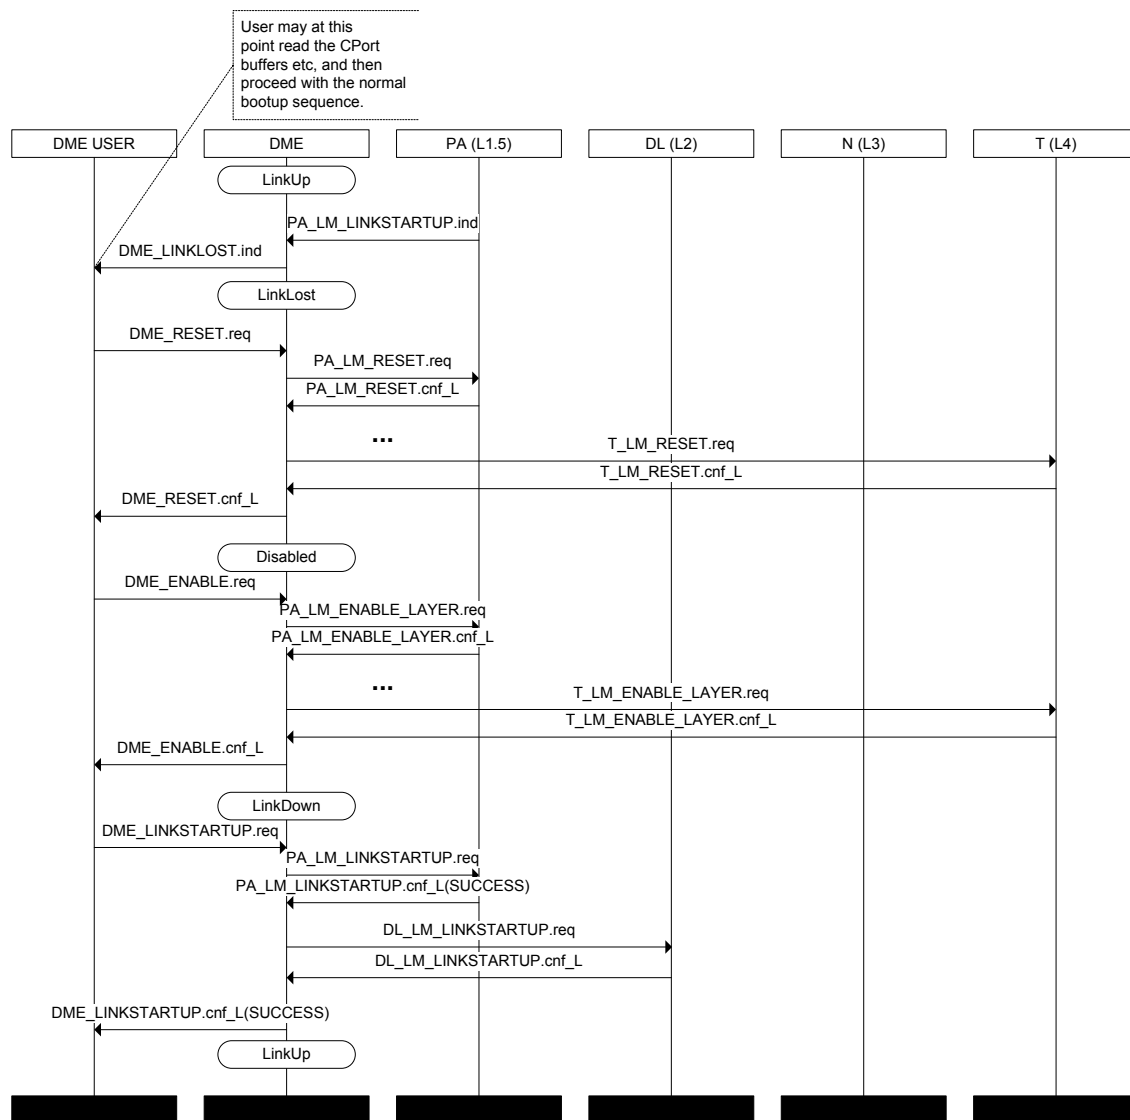 User may at this
point read the CPort
buffers etc, and then
proceed with the normal
bootup sequence.
DME USER
DME
PA (L1.5)
DL (L2)
N (L3)
T (L4)
LinkUp
PA_LM_LINKSTARTUP.ind
DME_LINKLOST.ind
LinkLost
DME_RESET.req
PA_LM_RESET.req
PA_LM_RESET.cnf_L
...
T_LM_RESET.req
T_LM_RESET.cnf_L
DME_RESET.cnf_L
Disabled
DME_ENABLE.req
PA_LM_ENABLE_LAYER.req
PA_LM_ENABLE_LAYER.cnf_L
...
T_LM_ENABLE_LAYER.req
T_LM_ENABLE_LAYER.cnf_L
DME_ENABLE.cnf_L
LinkDown
DME_LINKSTARTUP.req
PA_LM_LINKSTARTUP.req
PA_LM_LINKSTARTUP.cnf_L(SUCCESS)
DL_LM_LINKSTARTUP.req
DL_LM_LINKSTARTUP.cnf_L
DME_LINKSTARTUP.cnf_L(SUCCESS)
LinkUp